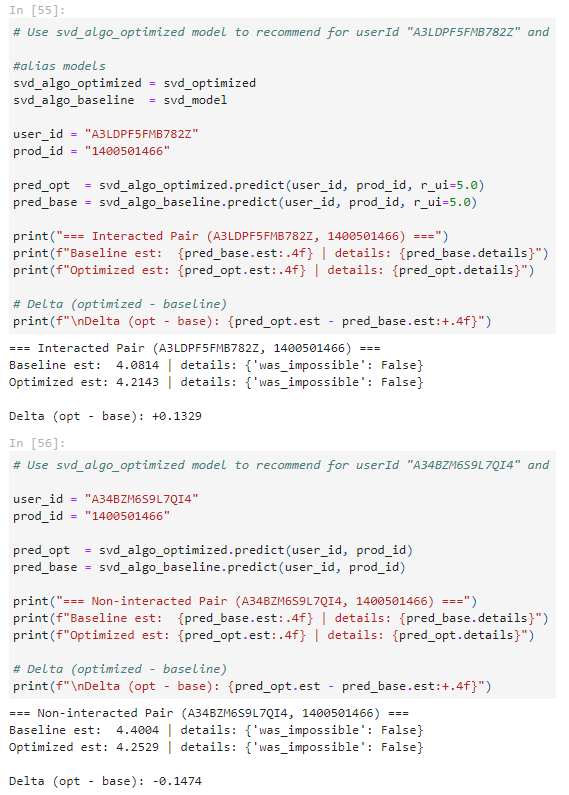 In [55]:
# Use svd_algo_optimized model to recommend for userId "A3LDPF5FMB782Z" and
#alias models
svd_algo_optimized = svd_optimized
svd_algo_baseline  = svd_model
user_id = "A3LDPF5FMB782Z"
prod_id = "1400501466"
pred_opt  = svd_algo_optimized.predict(user_id, prod_id, r_ui=5.0)
pred_base = svd_algo_baseline.predict(user_id, prod_id, r_ui=5.0)
print("=== Interacted Pair (A3LDPF5FMB782Z, 1400501466) ===")
print(f"Baseline est:  {pred_base.est:.4f} | details: {pred_base.details}")
print(f"Optimized est: {pred_opt.est:.4f} | details: {pred_opt.details}")
# Delta (optimized - baseline)
print(f"\nDelta (opt - base): {pred_opt.est - pred_base.est:+.4f}")
=== Interacted Pair (A3LDPF5FMB782Z, 1400501466) ===
Baseline est:  4.0814 | details: {'was_impossible': False}
Optimized est: 4.2143 | details: {'was_impossible': False}
Delta (opt - base): +0.1329
In [56]:
# Use svd_algo_optimized model to recommend for userId "A34BZM6S9L7QI4" and
user_id = "A34BZM6S9L7QI4"
prod_id = "1400501466"
pred_opt  = svd_algo_optimized.predict(user_id, prod_id)
pred_base = svd_algo_baseline.predict(user_id, prod_id)
print("=== Non-interacted Pair (A34BZM6S9L7QI4, 1400501466) ===")
print(f"Baseline est:  {pred_base.est:.4f} | details: {pred_base.details}")
print(f"Optimized est: {pred_opt.est:.4f} | details: {pred_opt.details}")
# Delta (optimized - baseline)
print(f"\nDelta (opt - base): {pred_opt.est - pred_base.est:+.4f}")
=== Non-interacted Pair (A34BZM6S9L7QI4, 1400501466) ===
Baseline est:  4.4004 | details: {'was_impossible': False}
Optimized est: 4.2529 | details: {'was_impossible': False}
Delta (opt - base): -0.1474